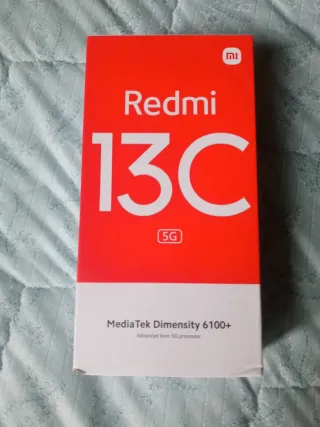 mi
Redmi
13C
5G
MediaTek Dimensity 6100+
Advanced 6nm 5G processor